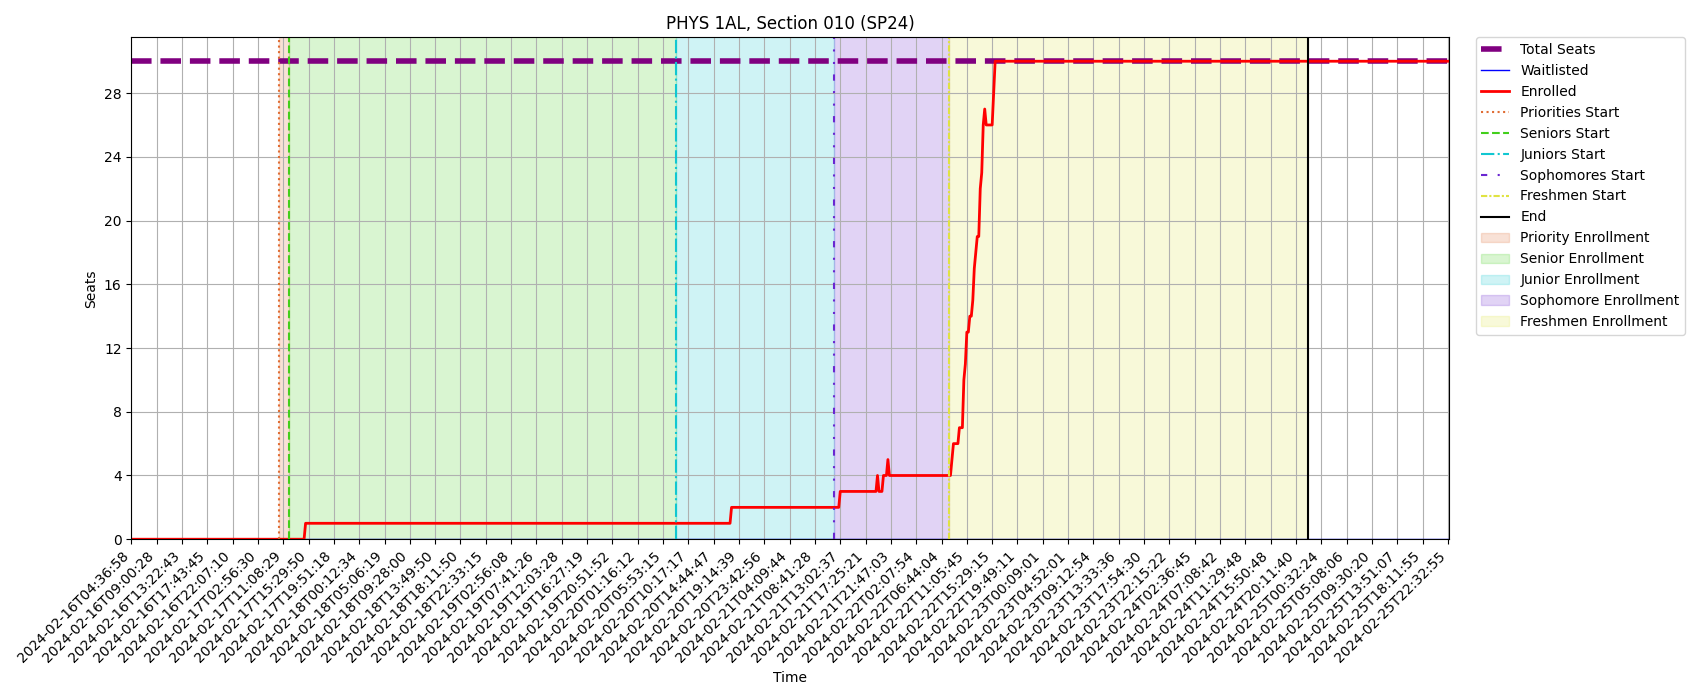 PHYS 1AL, Section 010 (SP24)
Total Seats
Waitlisted
Enrolled
Priorities Start
Seniors Start
Juniors Start
Sophomores Start
Freshmen Start
End
Priority Enrollment
Senior Enrollment
Junior Enrollment
Sophomore Enrollment
Freshmen Enrollment
Seats
28
24
20
16
12
8
4
0
2024-02-16T04:36:58
2024-02-16T09:00:28
2024-02-16T13:22:43
2024-02-16T17:43:45
2024-02-16T22:07:10
2024-02-17T02:56:30
2024-02-17T11:08:29
2024-02-17T15:29:50
2024-02-17T19:51:18
2024-02-18T00:12:34
2024-02-18T05:06:19
2024-02-18T09:28:00
2024-02-18T13:49:50
2024-02-18T18:11:50
2024-02-18T22:33:15
2024-02-19T02:56:08
2024-02-19T07:41:26
2024-02-19T12:03:28
2024-02-19T16:27:19
2024-02-19T20:51:52
2024-02-20T01:16:12
2024-02-20T05:53:15
2024-02-20T10:17:17
2024-02-20T14:44:47
2024-02-20T19:14:39
2024-02-20T23:42:56
2024-02-21T04:09:44
2024-02-21T08:41:28
2024-02-21T13:02:37
2024-02-21T17:25:21
2024-02-21T21:47:03
2024-02-22T02:07:54
2024-02-22T06:44:04
2024-02-22T11:05:45
2024-02-22T15:29:15
2024-02-22T19:49:11
2024-02-23T00:09:01
2024-02-23T04:52:01
2024-02-23T09:12:54
2024-02-23T13:33:36
2024-02-23T17:54:30
2024-02-23T22:15:22
2024-02-24T02:36:45
2024-02-24T07:08:42
2024-02-24T11:29:48
2024-02-24T15:50:48
2024-02-24T20:11:40
2024-02-25T00:32:24
2024-02-25T05:08:06
2024-02-25T09:30:20
2024-02-25T13:51:07
2024-02-25T18:11:55
2024-02-25T22:32:55
Time